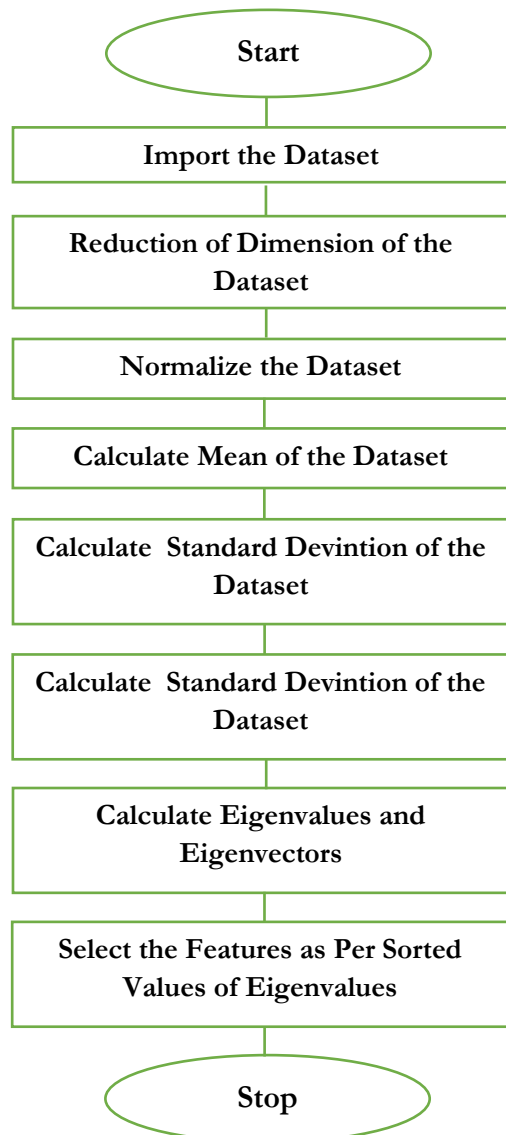 Start
Import the Dataset
Reduction of Dimension of the
Dataset
Normalize the Dataset
Calculate Mean of the Dataset
Calculate Standard Devintion of the
Dataset
Calculate Standard Devintion of the
Dataset
Calculate Eigenvalues and
Eigenvectors
Select the Features as Per Sorted
Values of Eigenvalues
Stop